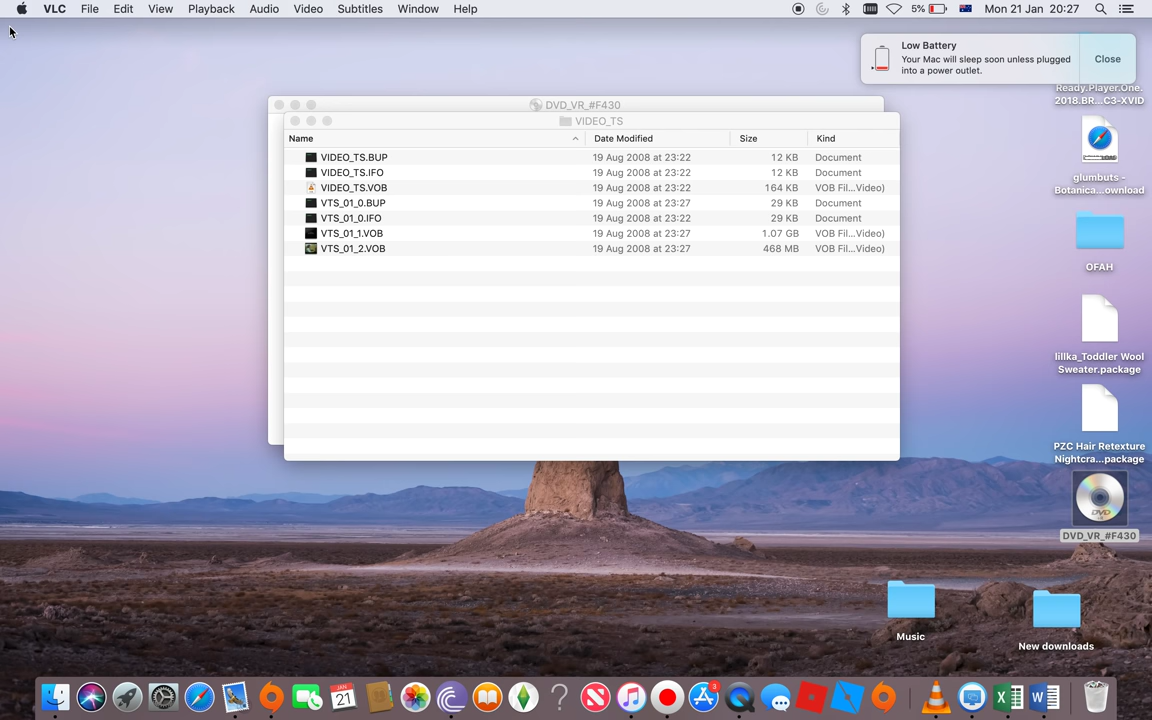 VLC File Edit View Playback Audio Video Subtitles Window Help 5% Mon 21 Jan 20:27
Low Battery
Your Mac will sleep soon unless plugged
into a power outlet.
Close
Ready.Player.One.
2018.BR...C3-XVID
DVD_VR_#F430
VIDEO_TS
Name Date Modified Size Kind
VIDEO_TS.BUP 19 Aug 2008 at 23:22 12 KB Document
VIDEO_TS.IFO 19 Aug 2008 at 23:22 12 KB Document
VIDEO_TS.VOB 19 Aug 2008 at 23:22 164 KB VOB Fil...Video)
VTS_01_0.BUP 19 Aug 2008 at 23:27 29 KB Document
VTS_01_0.IFO 19 Aug 2008 at 23:22 29 KB Document
VTS_01_1.VOB 19 Aug 2008 at 23:27 1.07 GB VOB Fil...Video)
VTS_01_2.VOB 19 Aug 2008 at 23:27 468 MB VOB Fil...Video)
glumbuts -
Botanica...ownload
OFAH
lillka_Toddler Wool
Sweater.package
PZC Hair Retexture
Nightcra...package
DVD
DVD_VR_#F430
Music
New downloads
JAN
21
3